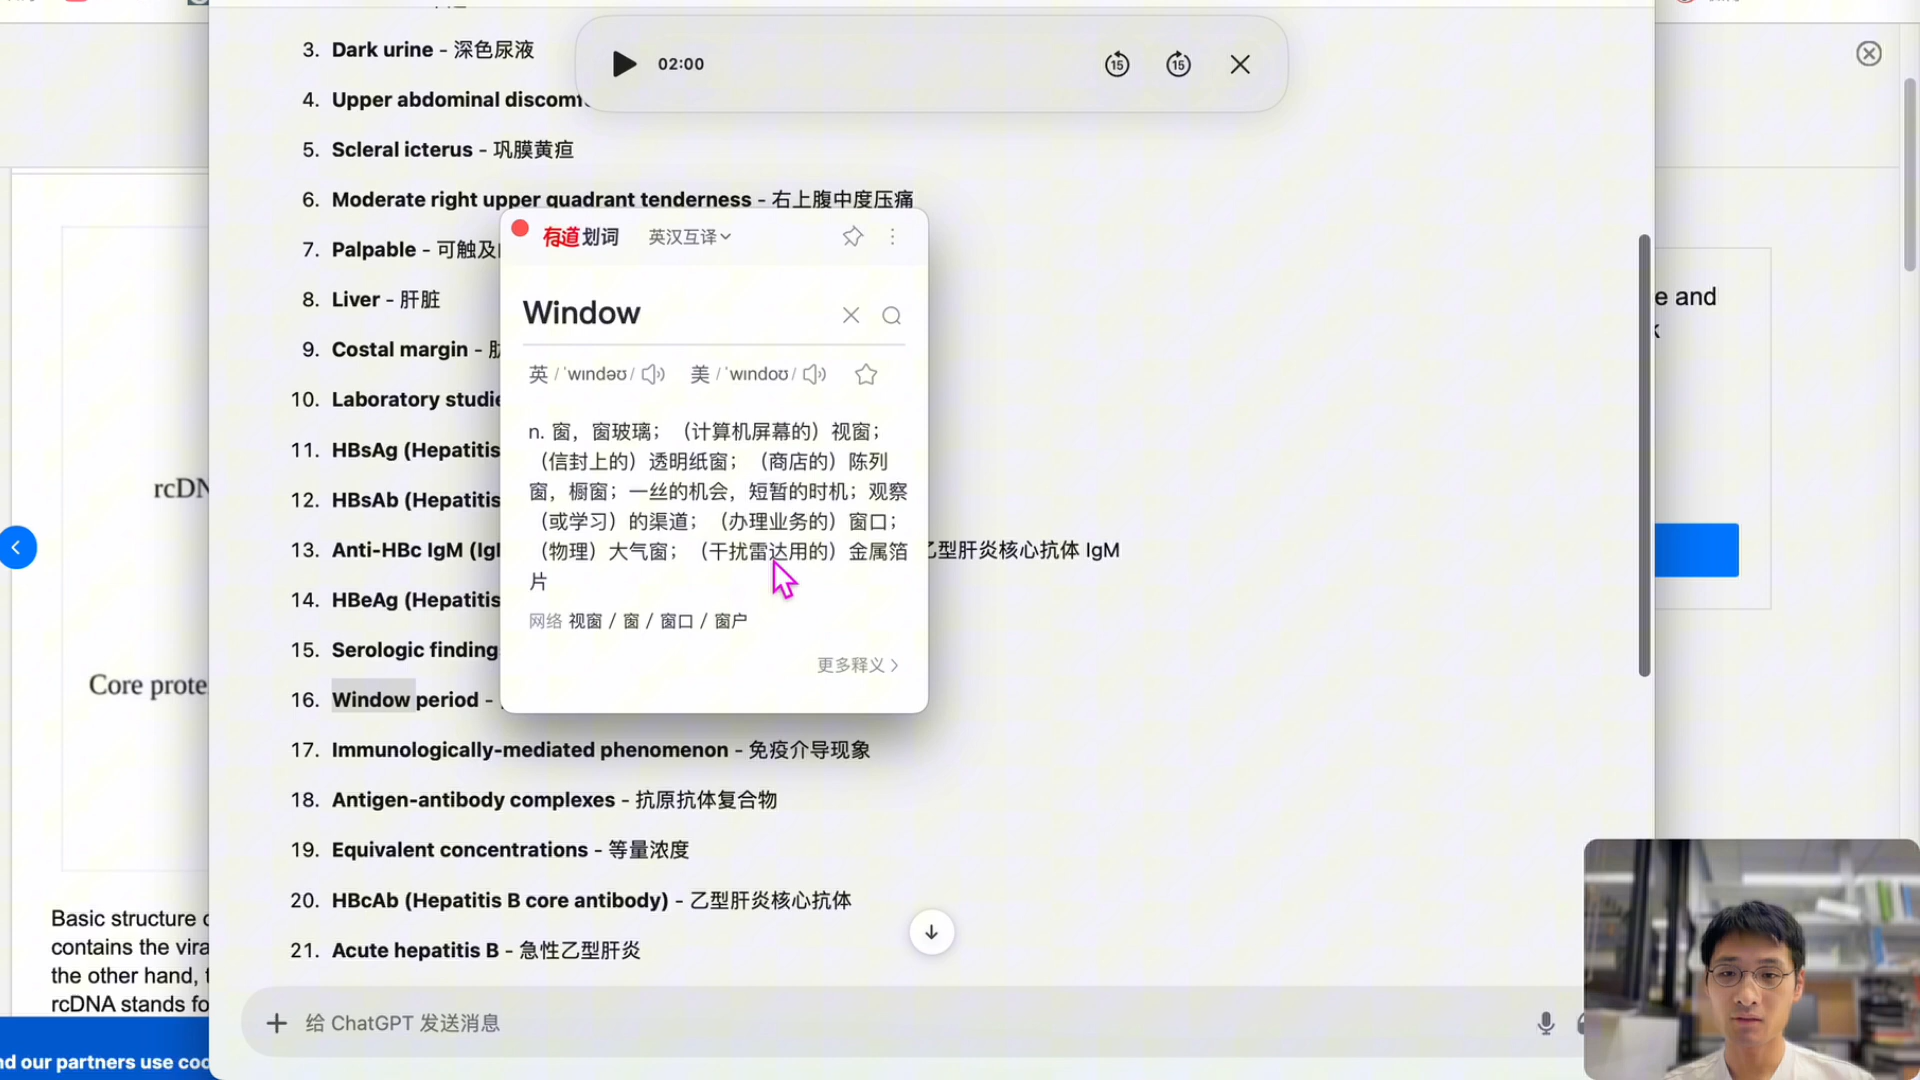 3. Dark urine - 深色尿液
02:00
15
15
4. Upper abdominal discomf
5. Scleral icterus - 巩膜黄疸
6. Moderate right upper quadrant tenderness - 右上腹中度压痛
7. Palpable - 可触及
8. Liver - 肝脏
9. Costal margin - 肋
10. Laboratory studie
11. HBsAg (Hepatitis
12. HBsAb (Hepatitis
13. Anti-HBc IgM (Ig
乙型肝炎核心抗体 IgM
14. HBeAg (Hepatitis
15. Serologic finding
16. Window period -
17. Immunologically-mediated phenomenon - 免疫介导现象
18. Antigen-antibody complexes - 抗原抗体复合物
19. Equivalent concentrations - 等量浓度
20. HBcAb (Hepatitis B core antibody) - 乙型肝炎核心抗体
21. Acute hepatitis B - 急性乙型肝炎
有道划词 英汉互译
Window
英 /ˈwɪndəʊ/ 美 /ˈwɪndoʊ/
n. 窗，窗玻璃；（计算机屏幕的）视窗；
（信封上的）透明纸窗；（商店的）陈列
窗，橱窗；一丝的机会，短暂的时机；观察
（或学习）的渠道；（办理业务的）窗口；
（物理）大气窗；（干扰雷达用的）金属箔
片
网络 视窗 / 窗 / 窗口 / 窗户
更多释义
给 ChatGPT 发送消息
rcDN
Core prote
Basic structure
contains the vira
the other hand,
rcDNA stands fo
nd our partners use coo
e and
k